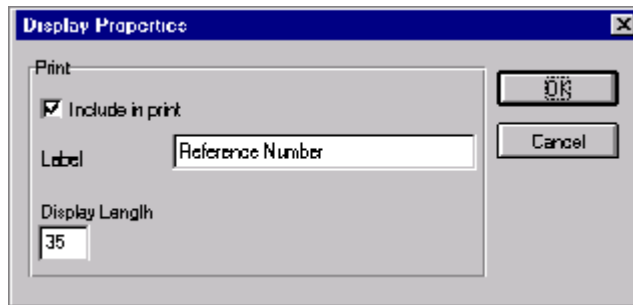 Display Properties
Print
Include in print
OK
Label
Reference Number
Cancel
Display Length
35